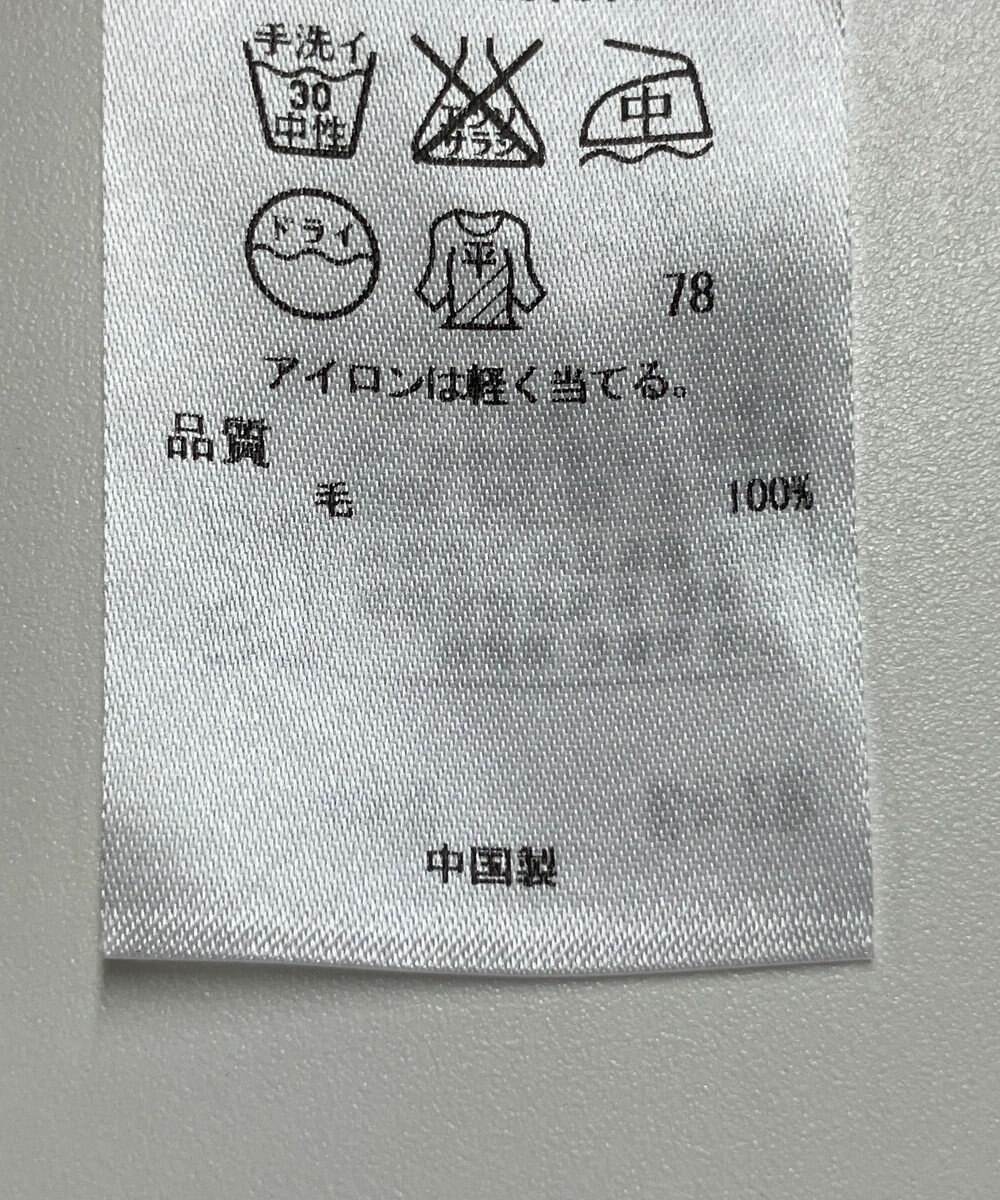 手洗イ
30
中性
エンソ
サラシ
中
ドライ
平
78
アイロンは軽く当てる。
品質
毛 100%
中国製